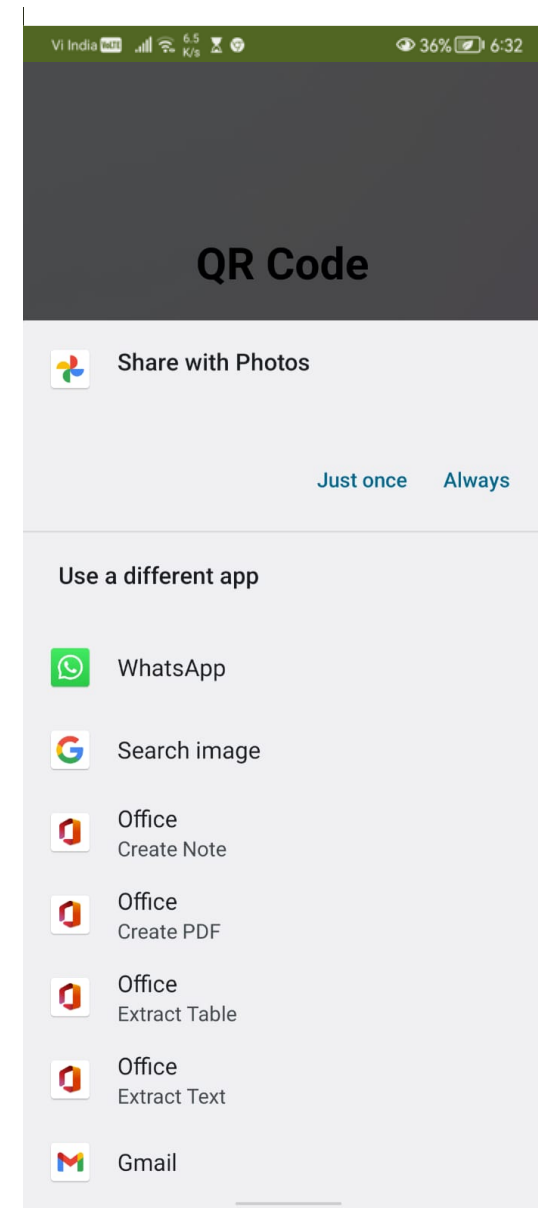 Vi India VoLTE 6.5 K/s 36% 6:32
QR Code
Share with Photos
Just once Always
Use a different app
WhatsApp
Search image
Office
Create Note
Office
Create PDF
Office
Extract Table
Office
Extract Text
Gmail